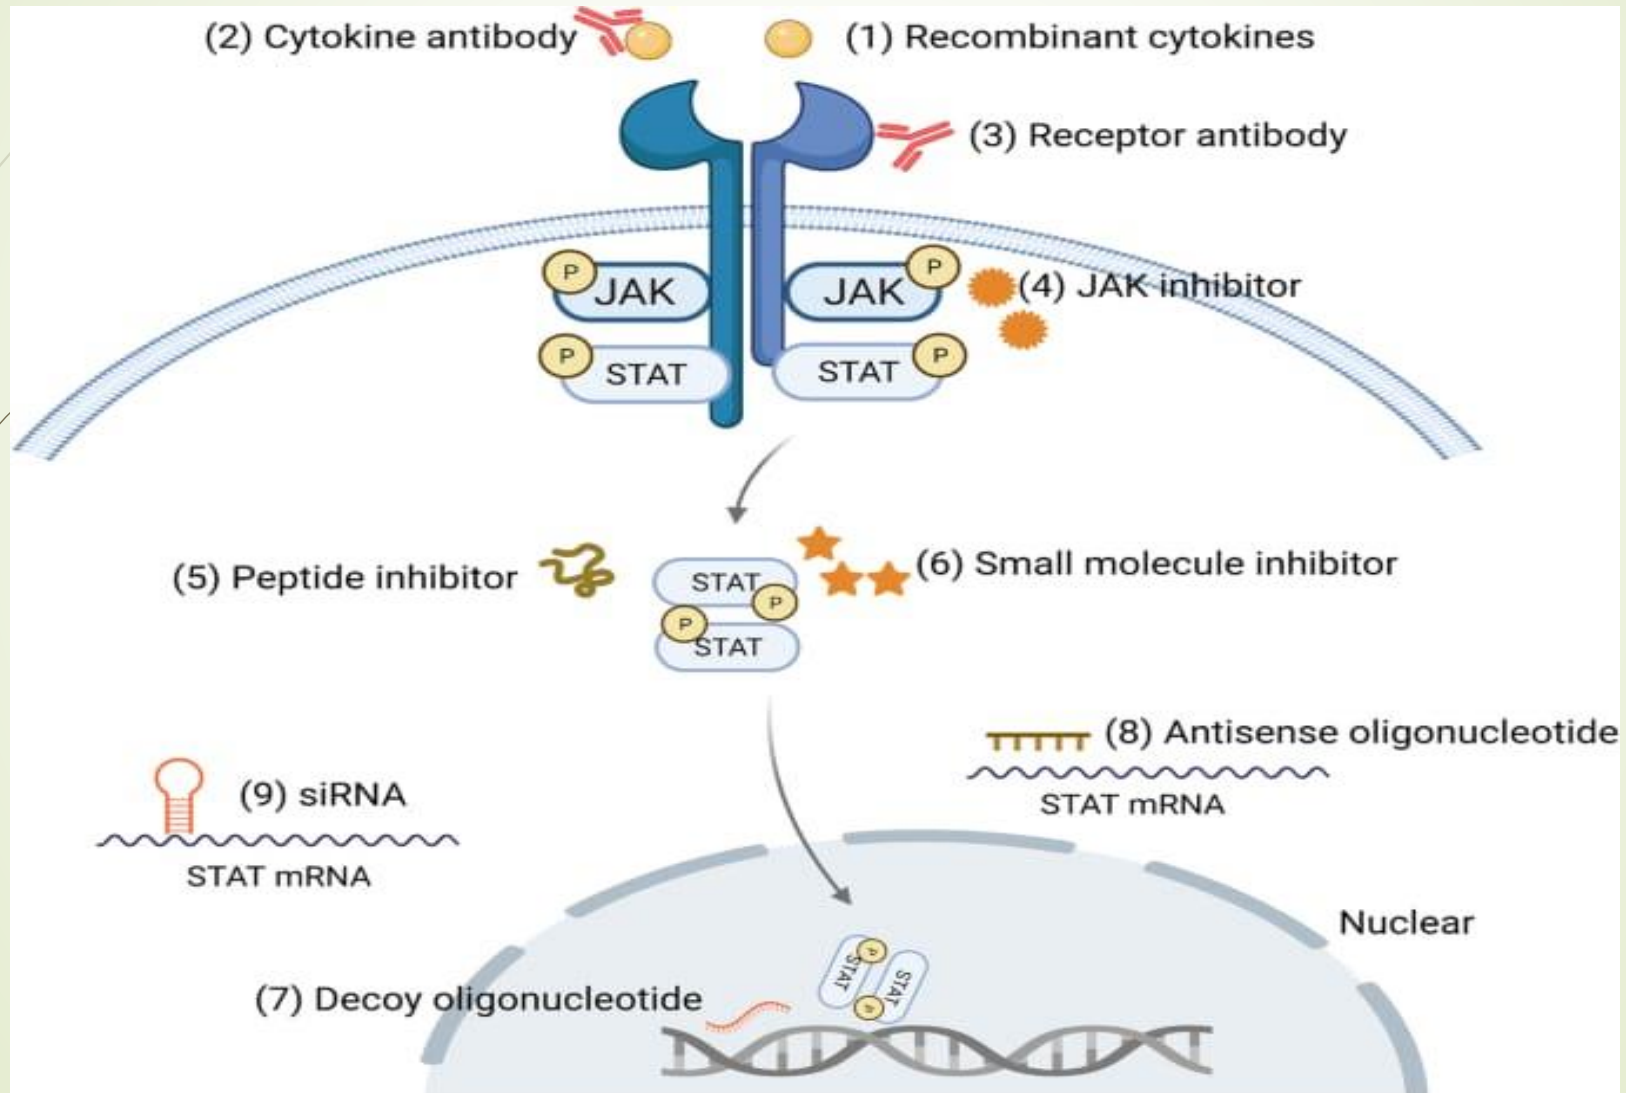 (2) Cytokine antibody
(1) Recombinant cytokines
(3) Receptor antibody
P
JAK
JAK
P
(4) JAK inhibitor
P
STAT
STAT
P
(5) Peptide inhibitor
STAT
P
P
STAT
(6) Small molecule inhibitor
(8) Antisense oligonucleotide
STAT mRNA
(9) siRNA
STAT mRNA
Nuclear
STAT
P
STAT
STAT
P
(7) Decoy oligonucleotide